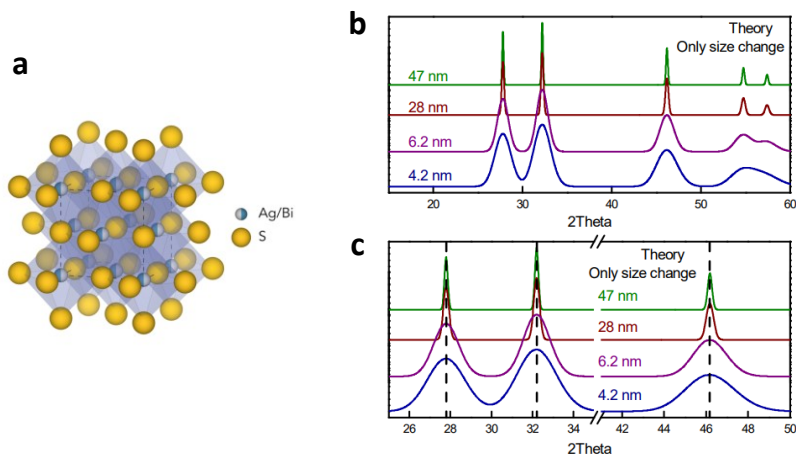 a
Ag/Bi
S
b
Theory
Only size change
47 nm
28 nm
6.2 nm
4.2 nm
20 30 40 50 60
2Theta
c
Theory
Only size change
47 nm
28 nm
6.2 nm
4.2 nm
26 28 30 32 34 42 44 46 48 50
2Theta